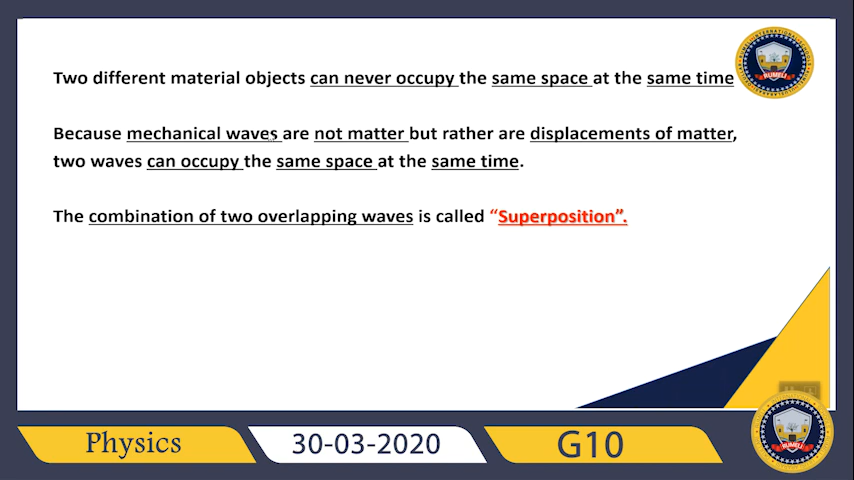 Two different material objects can never occupy the same space at the same time
Because mechanical waves are not matter but rather are displacements of matter,
two waves can occupy the same space at the same time.
The combination of two overlapping waves is called “Superposition”.
RUMELI
Physics
30-03-2020
G10
RUMELI